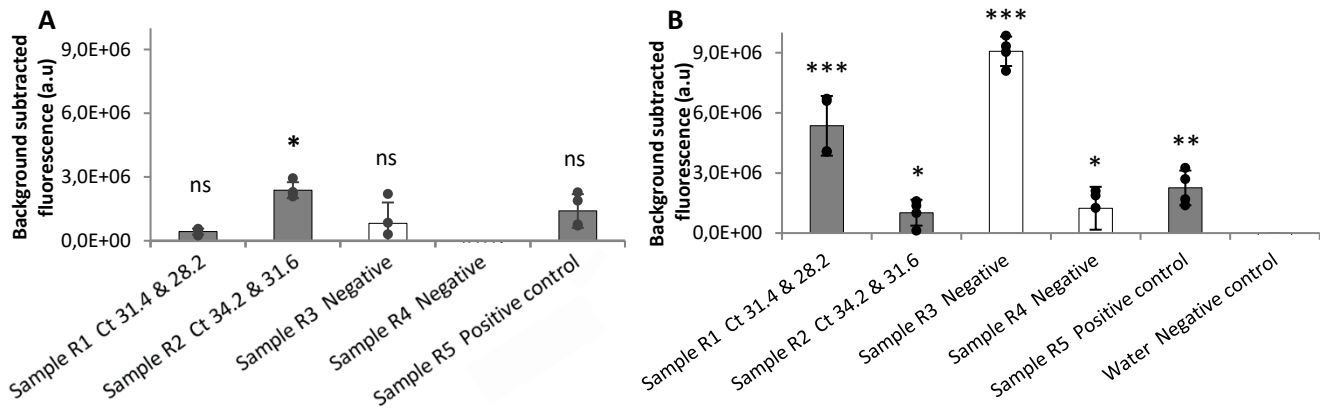 A
Background subtracted
fluorescence (a.u)
9,0E+06
6,0E+06
3,0E+06
0,0E+00
ns
*
ns
ns
Sample R1 Ct 31.4 & 28.2
Sample R2 Ct 34.2 & 31.6
Sample R3 Negative
Sample R4 Negative
Sample R5 Positive control
B
Background subtracted
fluorescence (a.u)
9,0E+06
6,0E+06
3,0E+06
0,0E+00
***
*
***
*
**
Sample R1 Ct 31.4 & 28.2
Sample R2 Ct 34.2 & 31.6
Sample R3 Negative
Sample R4 Negative
Sample R5 Positive control
Water Negative control